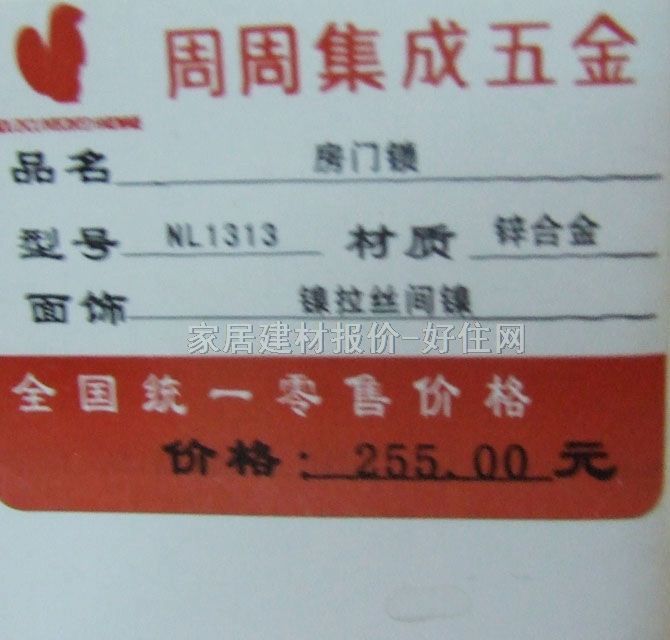 周周集成五金
品名 房门锁
型号 NL1313 材质 锌合金
面饰 镍拉丝间镍
家居建材报价-好住网
全国统一零售价格
价格: 255.00 元